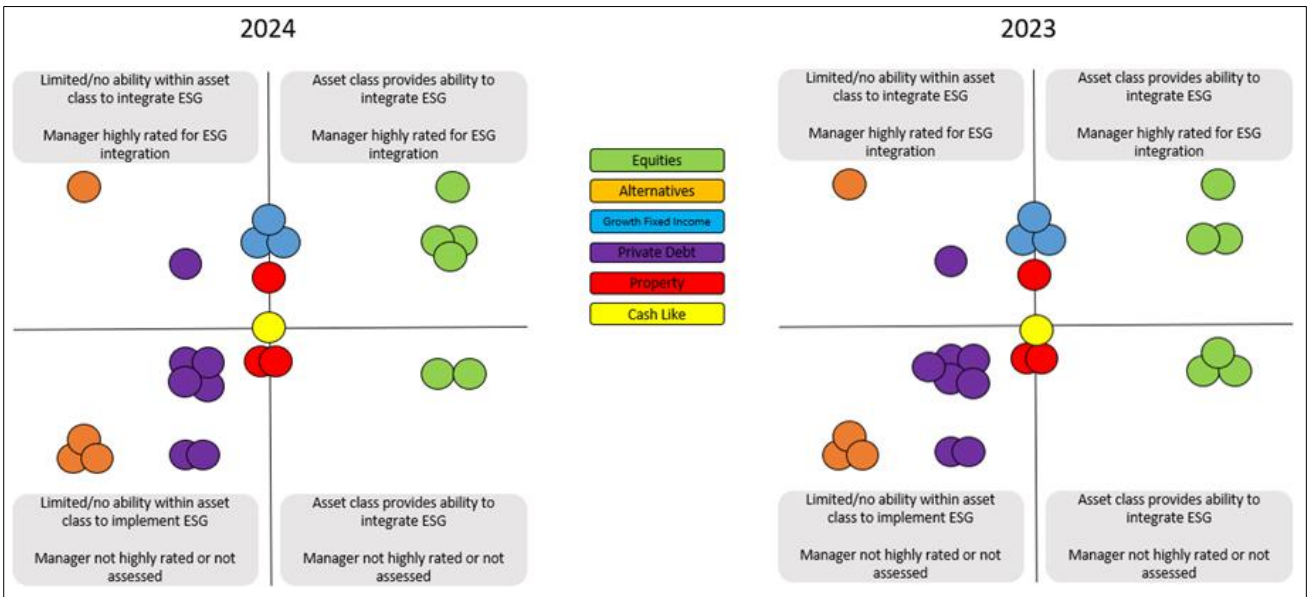 2024
Limited/no ability within asset
class to integrate ESG
Manager highly rated for ESG
integration
Asset class provides ability to
integrate ESG
Manager highly rated for ESG
integration
Limited/no ability within asset
class to implement ESG
Manager not highly rated or not
assessed
Asset class provides ability to
integrate ESG
Manager not highly rated or not
assessed
Equities
Alternatives
Growth Fixed Income
Private Debt
Property
Cash Like
2023
Limited/no ability within asset
class to integrate ESG
Manager highly rated for ESG
integration
Asset class provides ability to
integrate ESG
Manager highly rated for ESG
integration
Limited/no ability within asset
class to implement ESG
Manager not highly rated or not
assessed
Asset class provides ability to
integrate ESG
Manager not highly rated or not
assessed